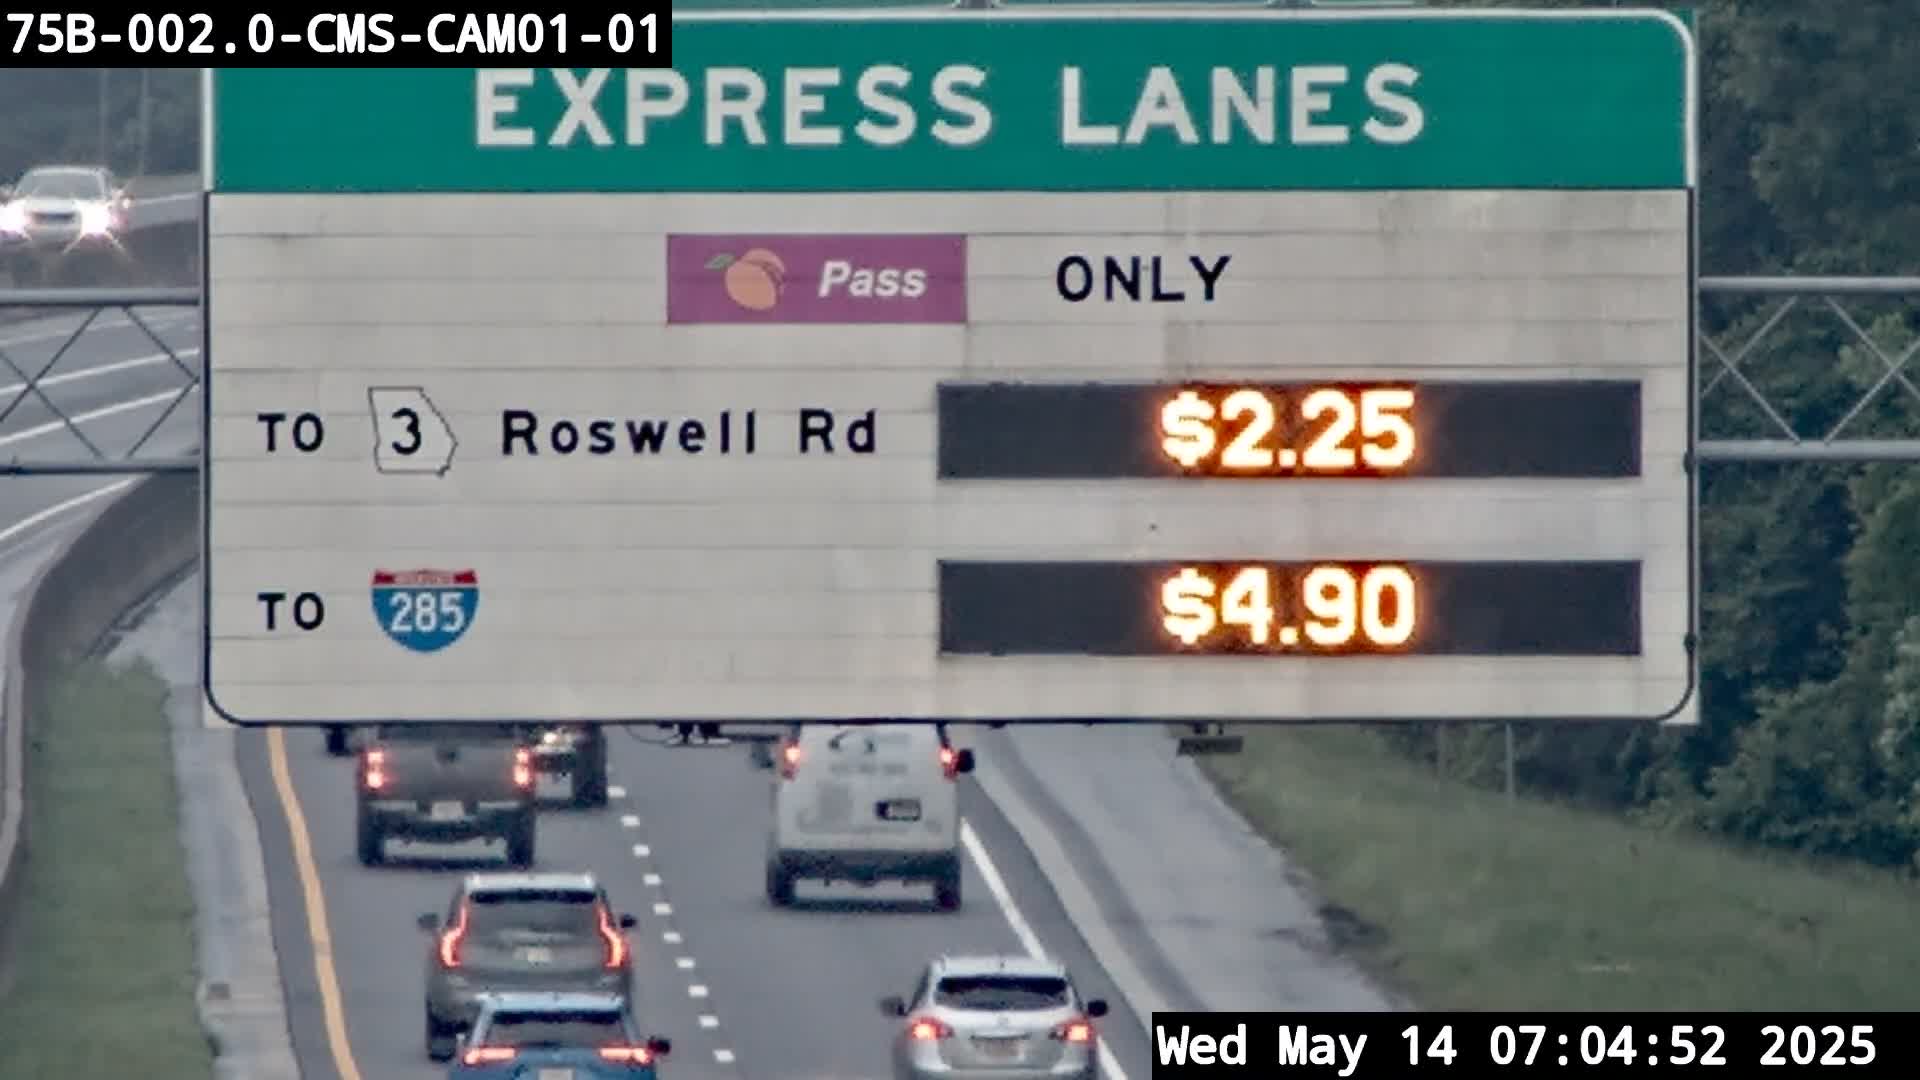 75B-002.0-CMS-CAM01-01
EXPRESS LANES
Pass ONLY
TO 3 Roswell Rd $2.25
TO 285 $4.90
Wed May 14 07:04:52 2025